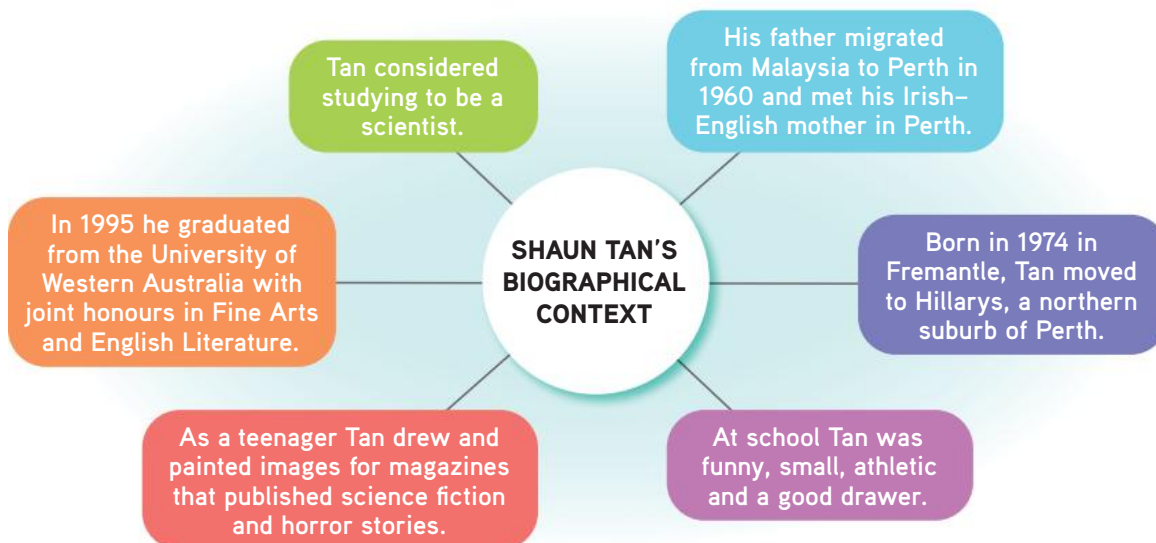 SHAUN TAN'S
BIOGRAPHICAL
CONTEXT
Tan considered
studying to be a
scientist.
His father migrated
from Malaysia to Perth in
1960 and met his Irish–
English mother in Perth.
In 1995 he graduated
from the University of
Western Australia with
joint honours in Fine Arts
and English Literature.
Born in 1974 in
Fremantle, Tan moved
to Hillarys, a northern
suburb of Perth.
As a teenager Tan drew and
painted images for magazines
that published science fiction
and horror stories.
At school Tan was
funny, small, athletic
and a good drawer.